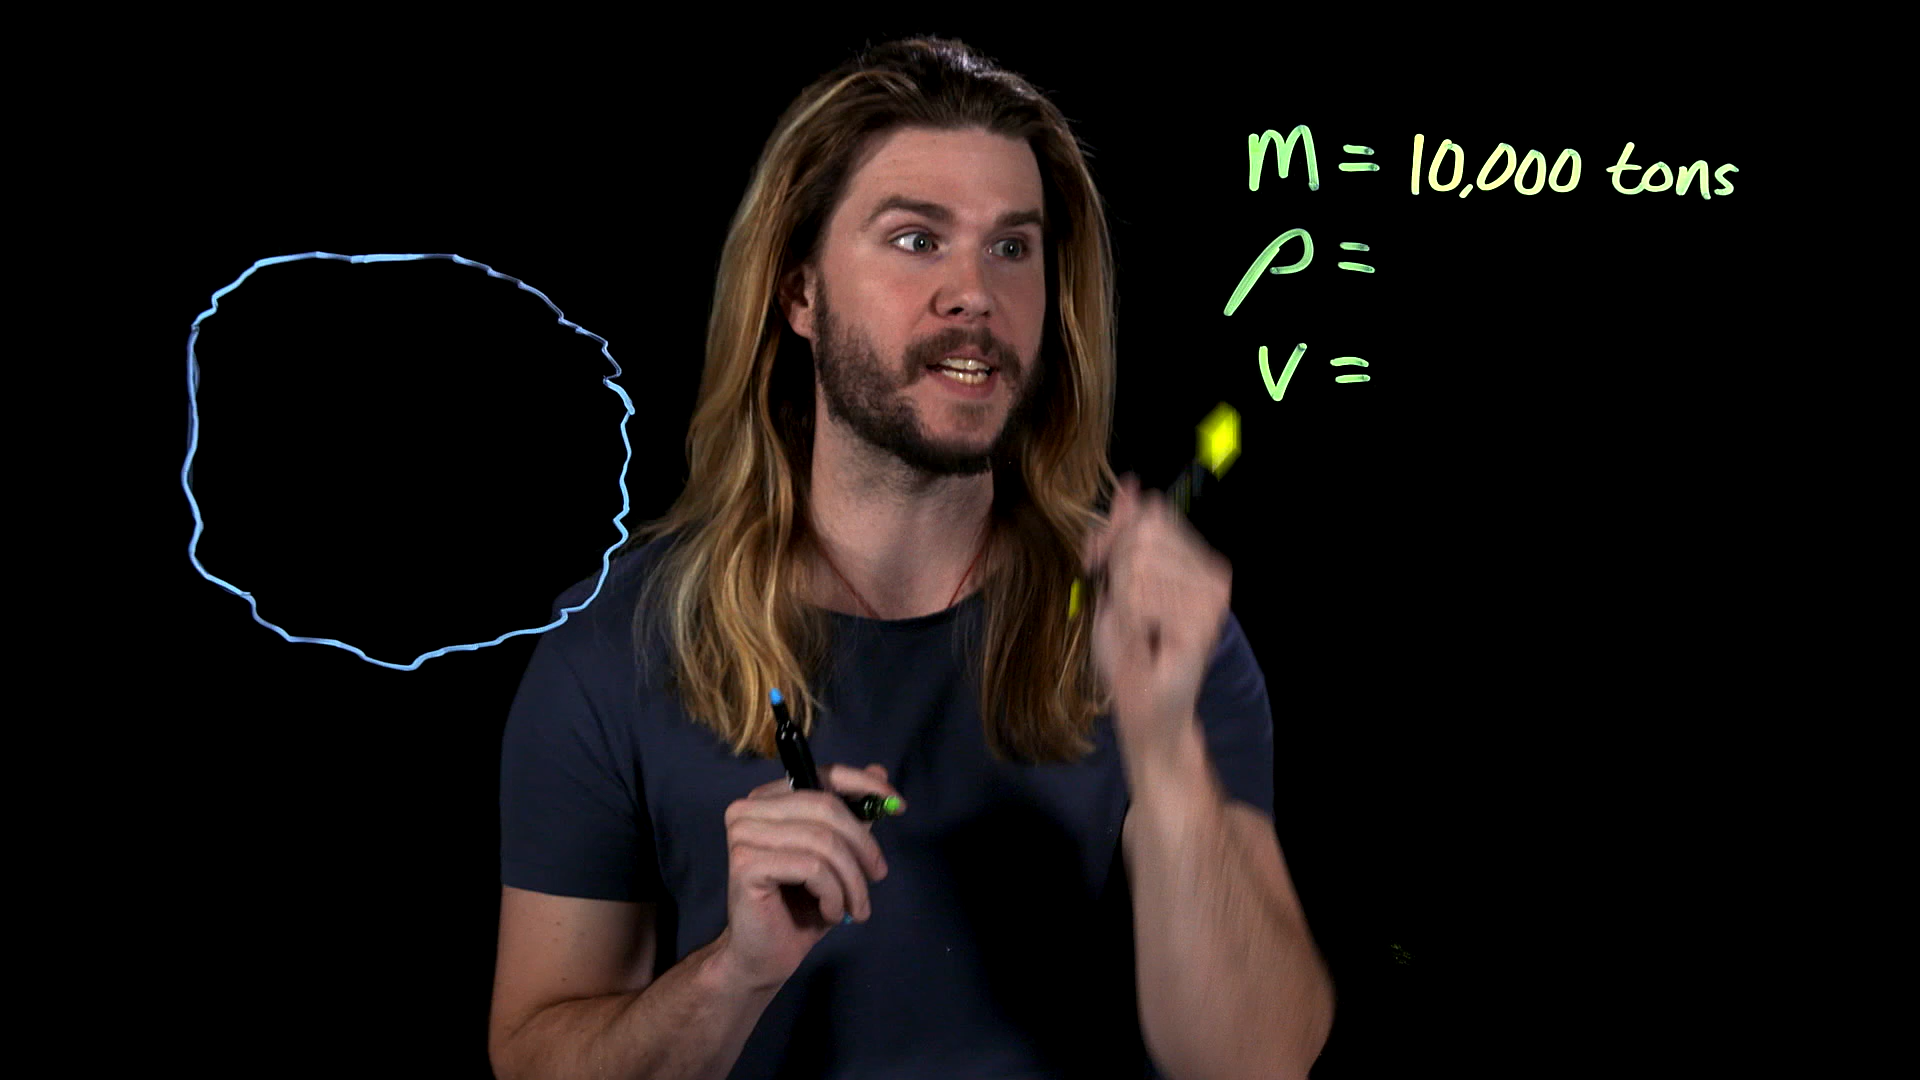 m = 10,000 tons
ρ =
v =